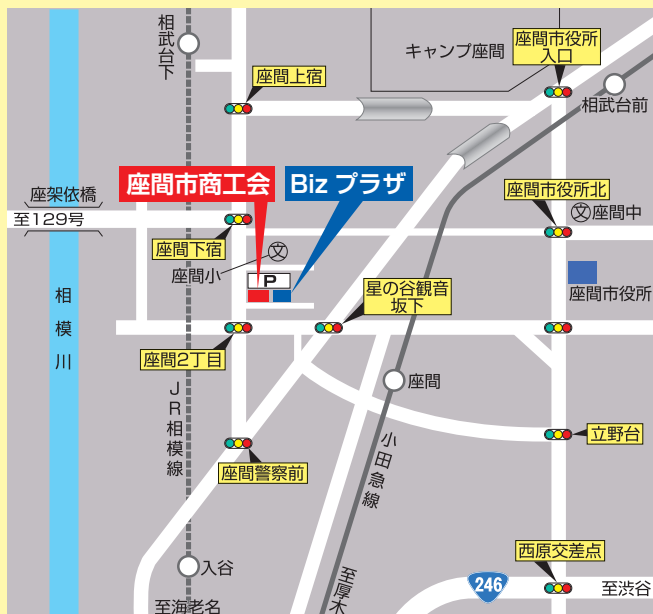 相武台下
キャンプ座間
座間市役所
入口
座間上宿
相武台前
座間市商工会
Biz プラザ
座架依橋
至129号
座間市役所北
文
座間中
座間下宿
文
座間小
P
星の谷観音
坂下
座間市役所
相模川
座間2丁目
座間
JR相模線
小田急線
立野台
座間警察前
西原交差点
入谷
246
至渋谷
至厚木
至海老名